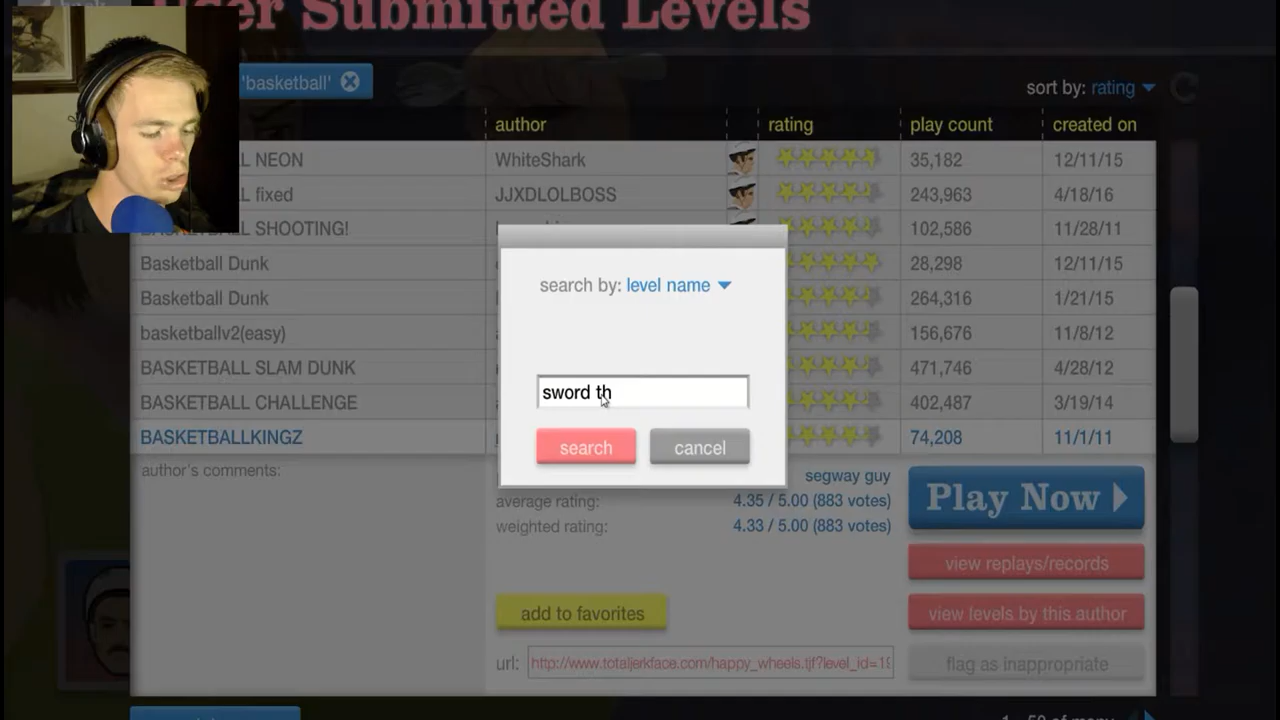 User Submitted Levels
'basketball'
sort by: rating
author rating play count created on
L NEON WhiteShark 35,182 12/11/15
L fixed JJXDLOLBOSS 243,963 4/18/16
SHOOTING! 102,586 11/28/11
Basketball Dunk 28,298 12/11/15
Basketball Dunk 264,316 1/21/15
basketballv2(easy) 156,676 11/8/12
BASKETBALL SLAM DUNK 471,746 4/28/12
BASKETBALL CHALLENGE 402,487 3/19/14
BASKETBALLKINGZ 74,208 11/1/11
search by: level name
sword th
search cancel
author's comments:
segway guy
average rating: 4.35 / 5.00 (883 votes)
weighted rating: 4.33 / 5.00 (883 votes)
Play Now
view replays/records
add to favorites
view levels by this author
url: http://www.totaljerkface.com/happy_wheels.tjf?level_id=19
flag as inappropriate